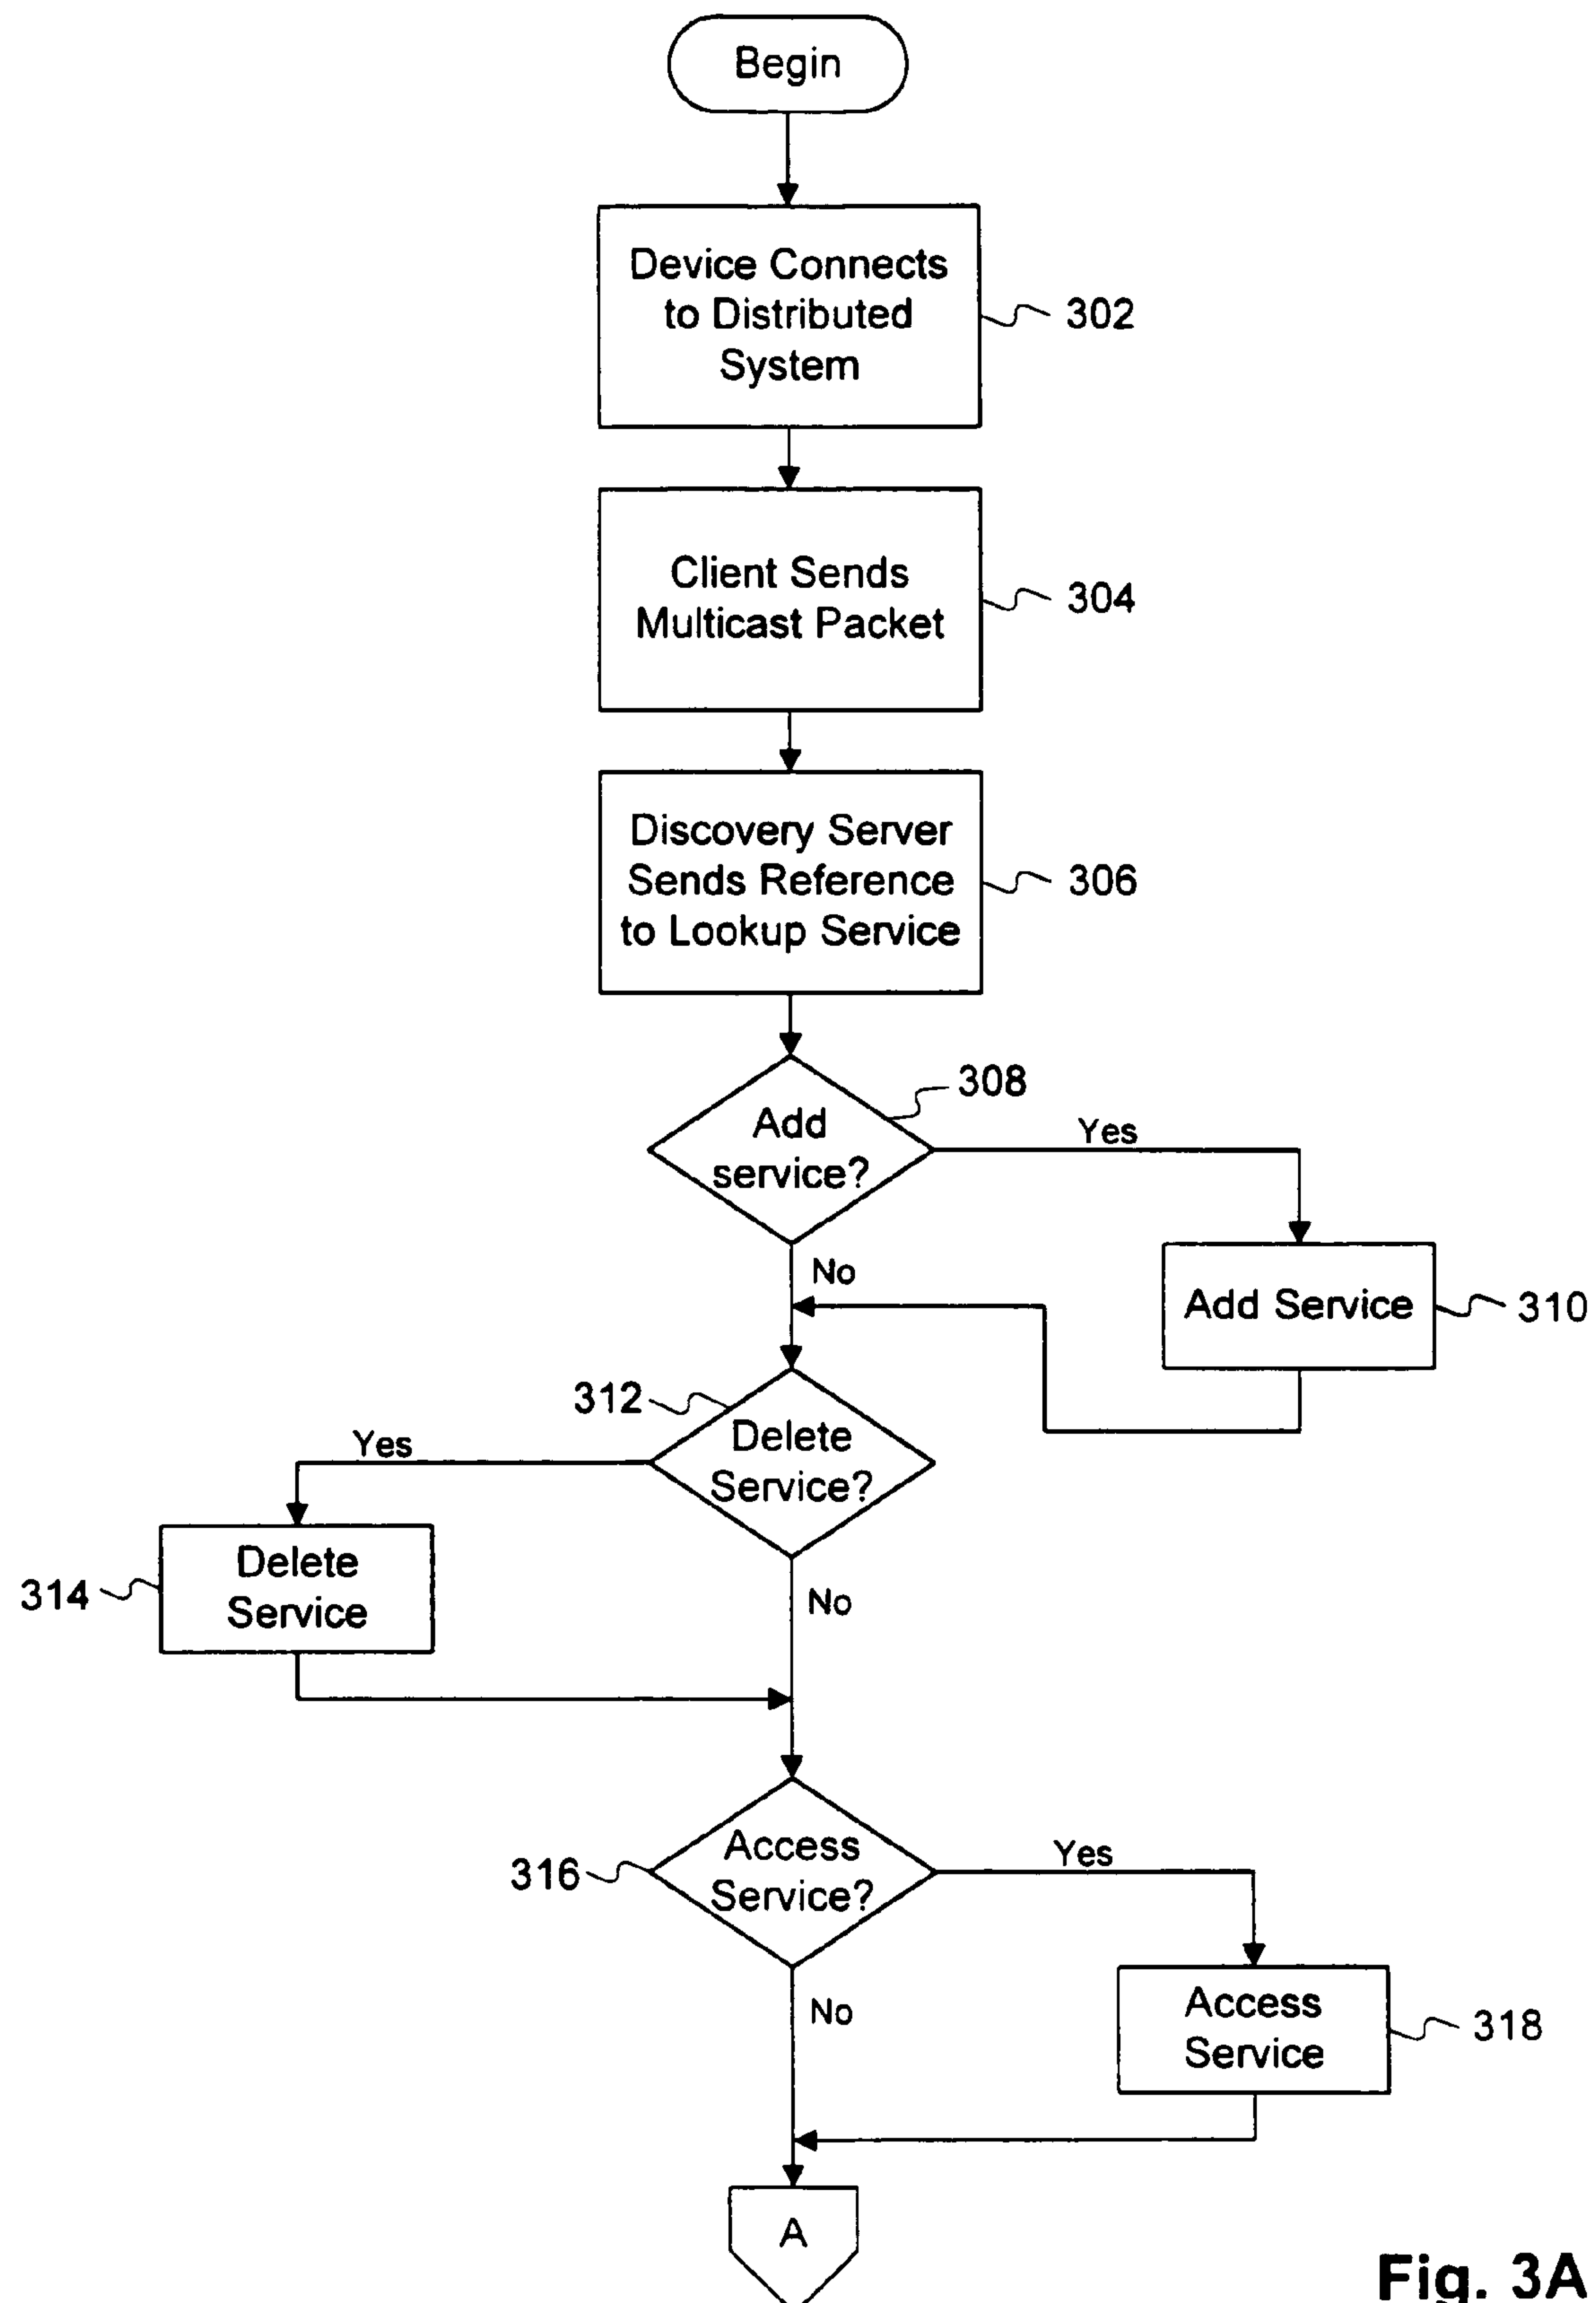 Begin
Device Connects
to Distributed
System
302
Client Sends
Multicast Packet
304
Discovery Server
Sends Reference
to Lookup Service
306
308
Add
service?
Yes
No
Add Service
310
312
Delete
Service?
Yes
Delete
Service
314
No
Access
Service?
316
Yes
No
Access
Service
318
A
Fig. 3A